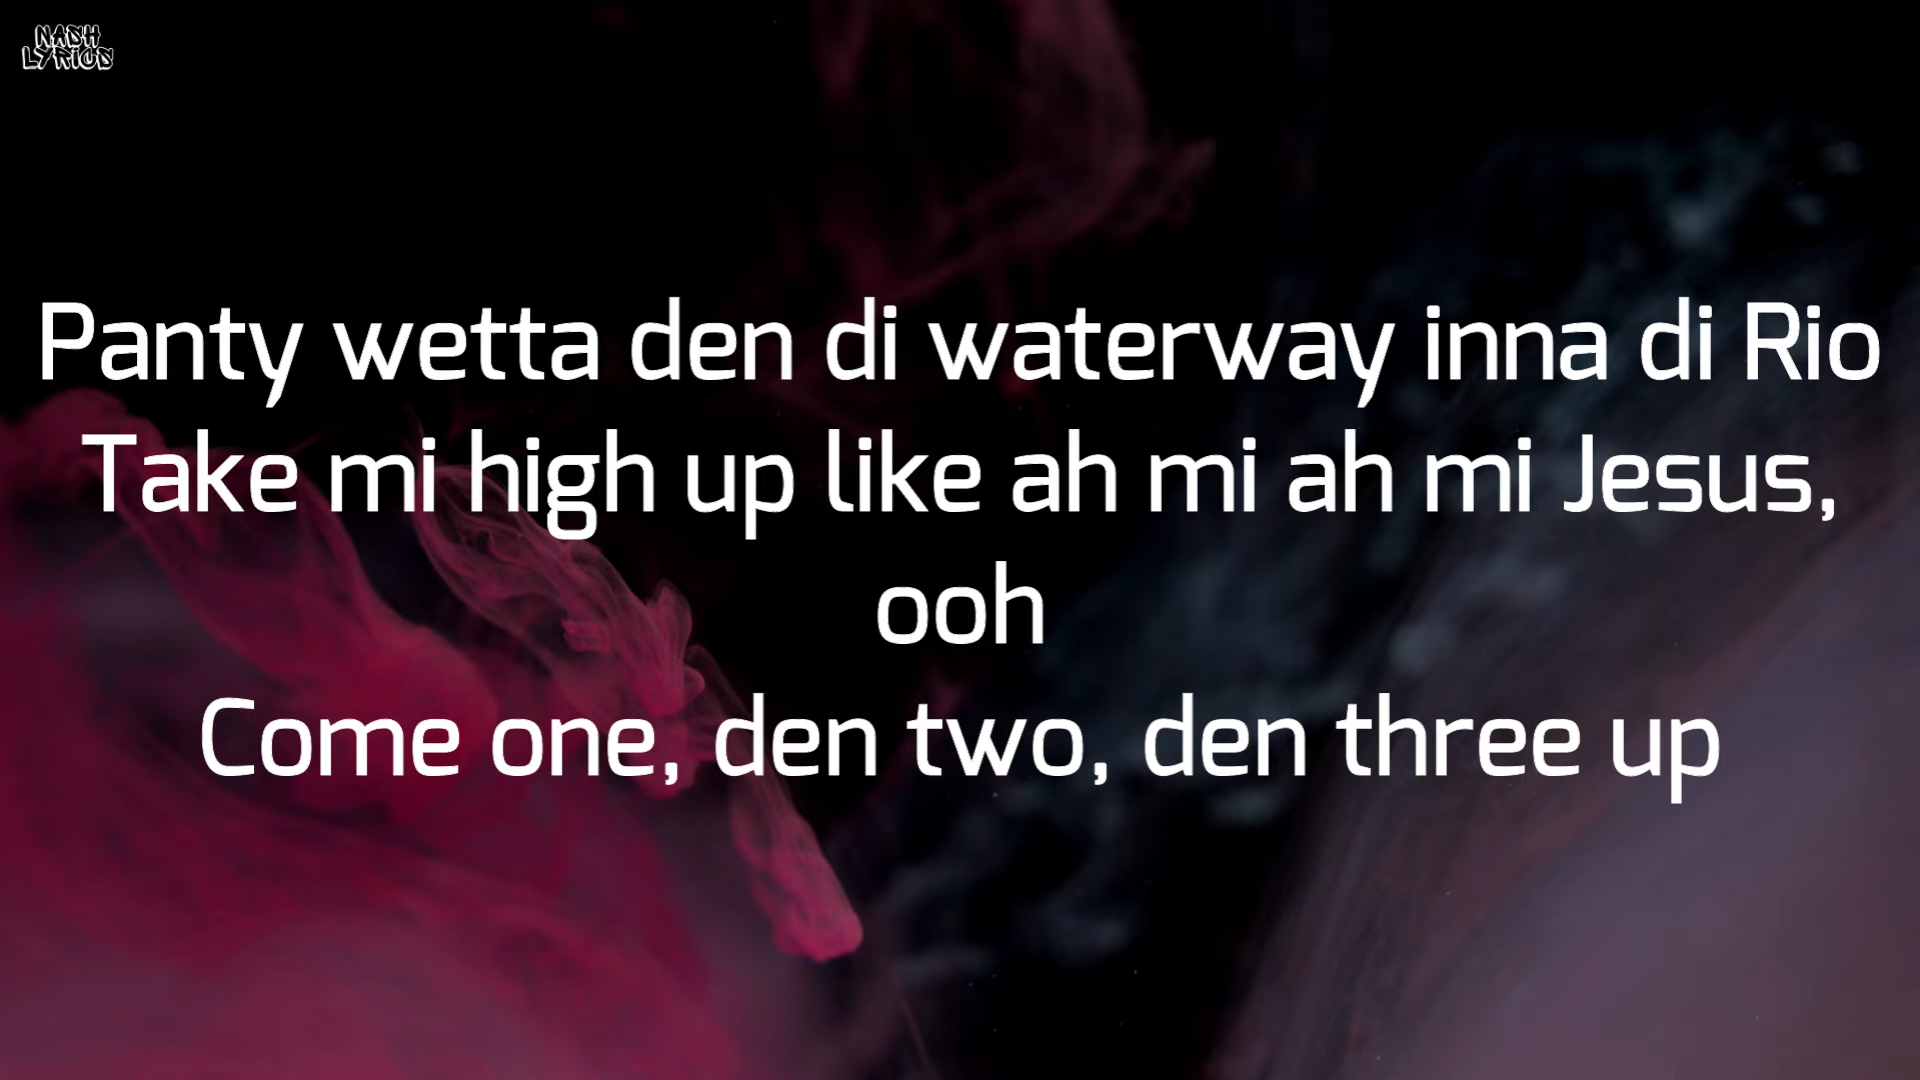 NASH
LYRICS
Panty wetta den di waterway inna di Rio
Take mi high up like ah mi ah mi Jesus,
ooh
Come one, den two, den three up